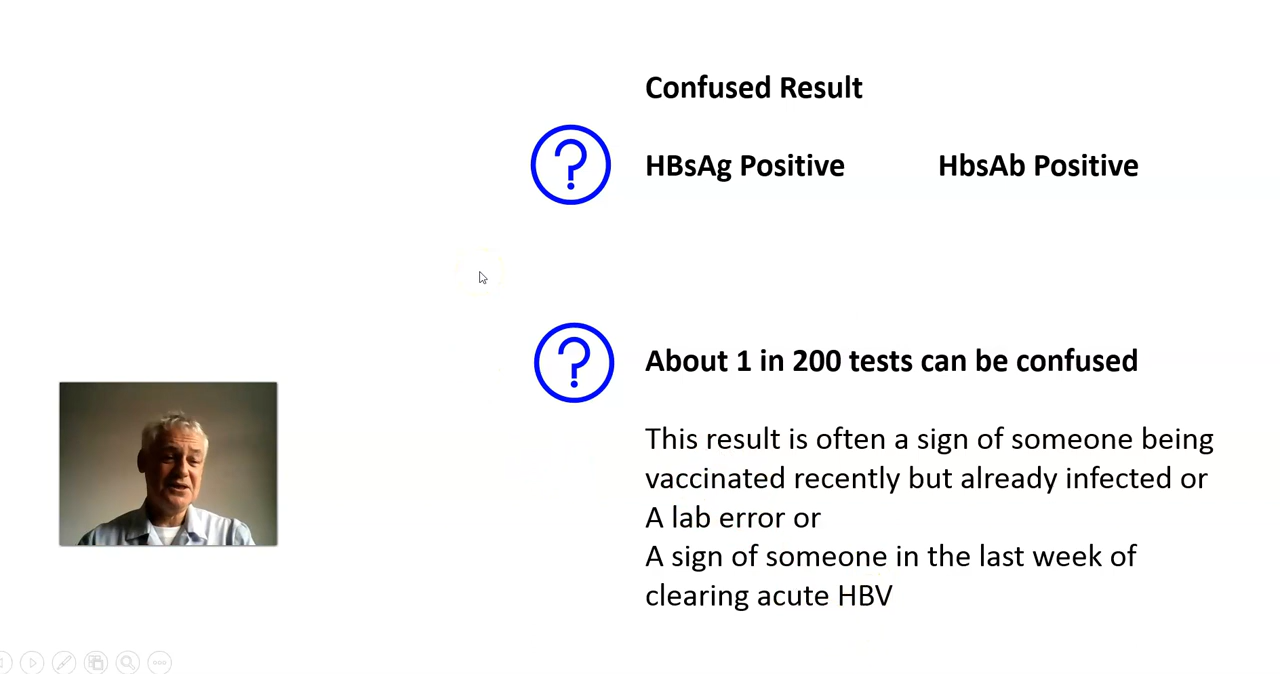 Confused Result
HBsAg Positive HbsAb Positive
About 1 in 200 tests can be confused
This result is often a sign of someone being
vaccinated recently but already infected or
A lab error or
A sign of someone in the last week of
clearing acute HBV